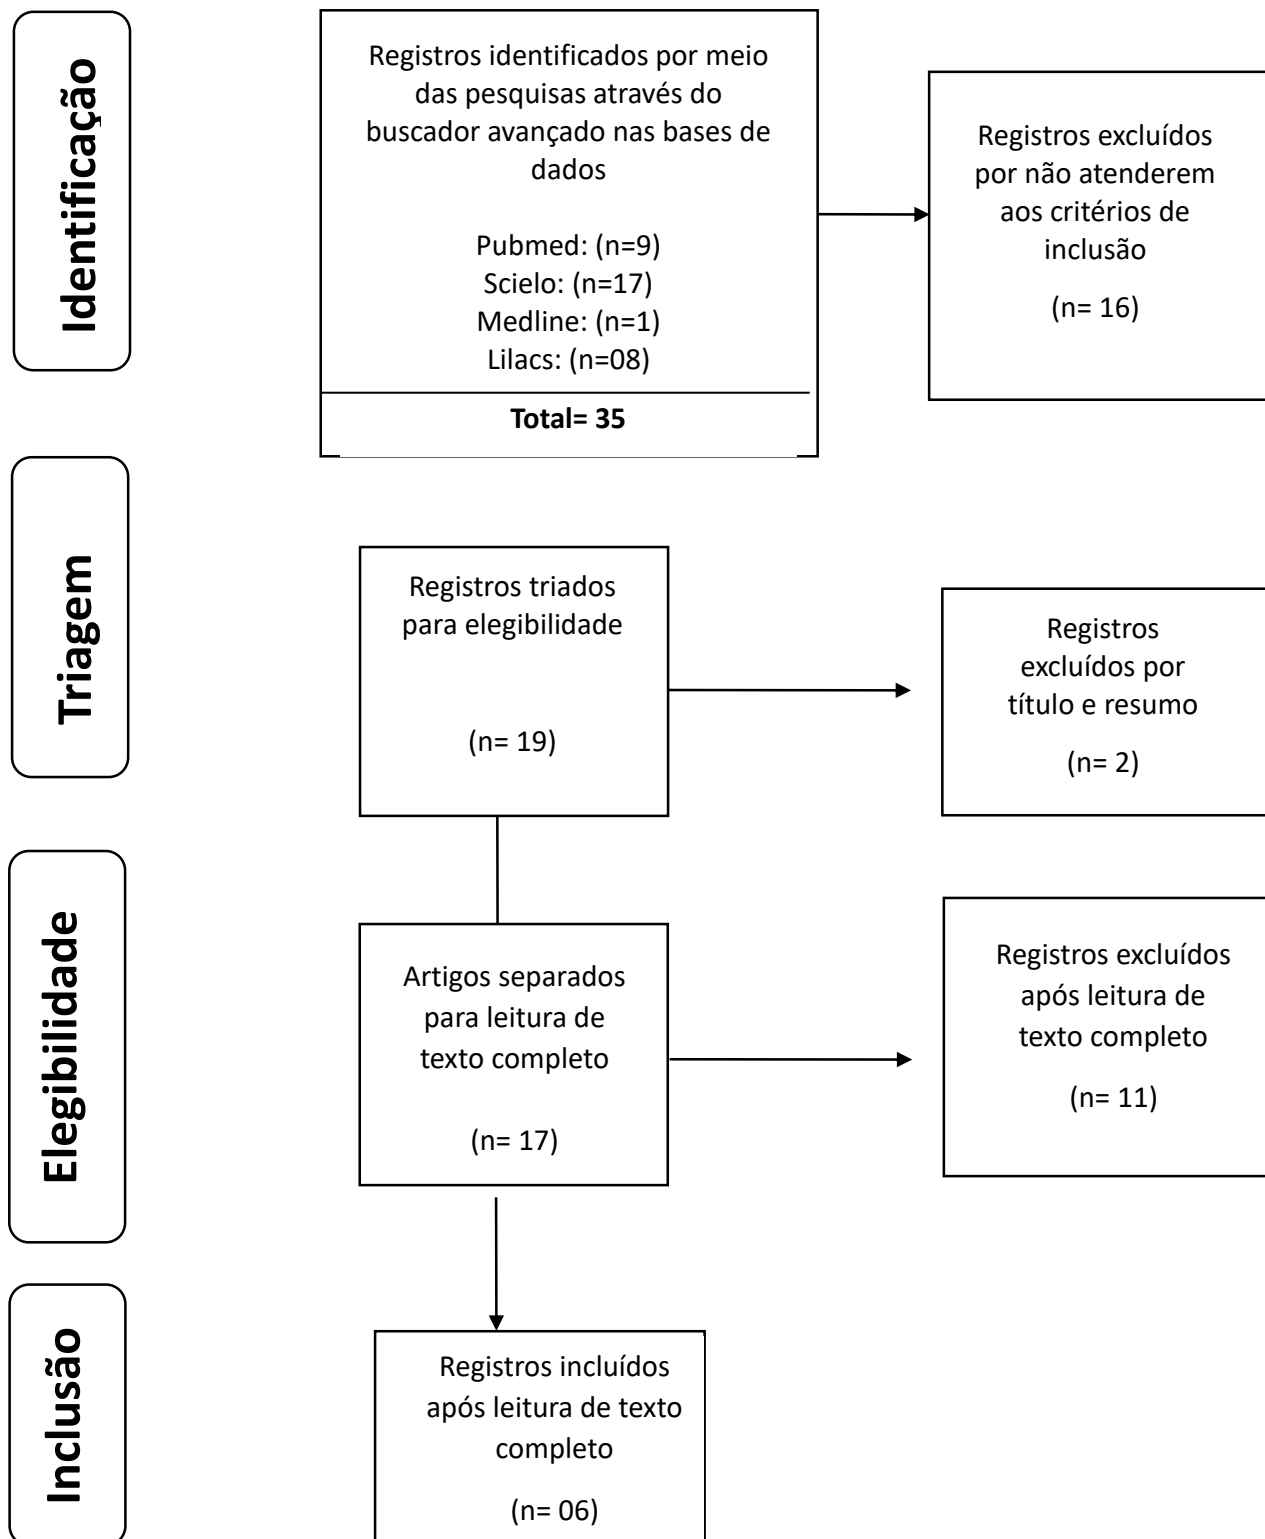 Identificação
Registros identificados por meio
das pesquisas através do
buscador avançado nas bases de
dados
Pubmed: (n=9)
Scielo: (n=17)
Medline: (n=1)
Lilacs: (n=08)
Total= 35
Registros excluídos
por não atenderem
aos critérios de
inclusão
(n= 16)
Triagem
Registros triados
para elegibilidade
(n= 19)
Registros
excluídos por
título e resumo
(n= 2)
Elegibilidade
Artigos separados
para leitura de
texto completo
(n= 17)
Registros excluídos
após leitura de
texto completo
(n= 11)
Inclusão
Registros incluídos
após leitura de texto
completo
(n= 06)